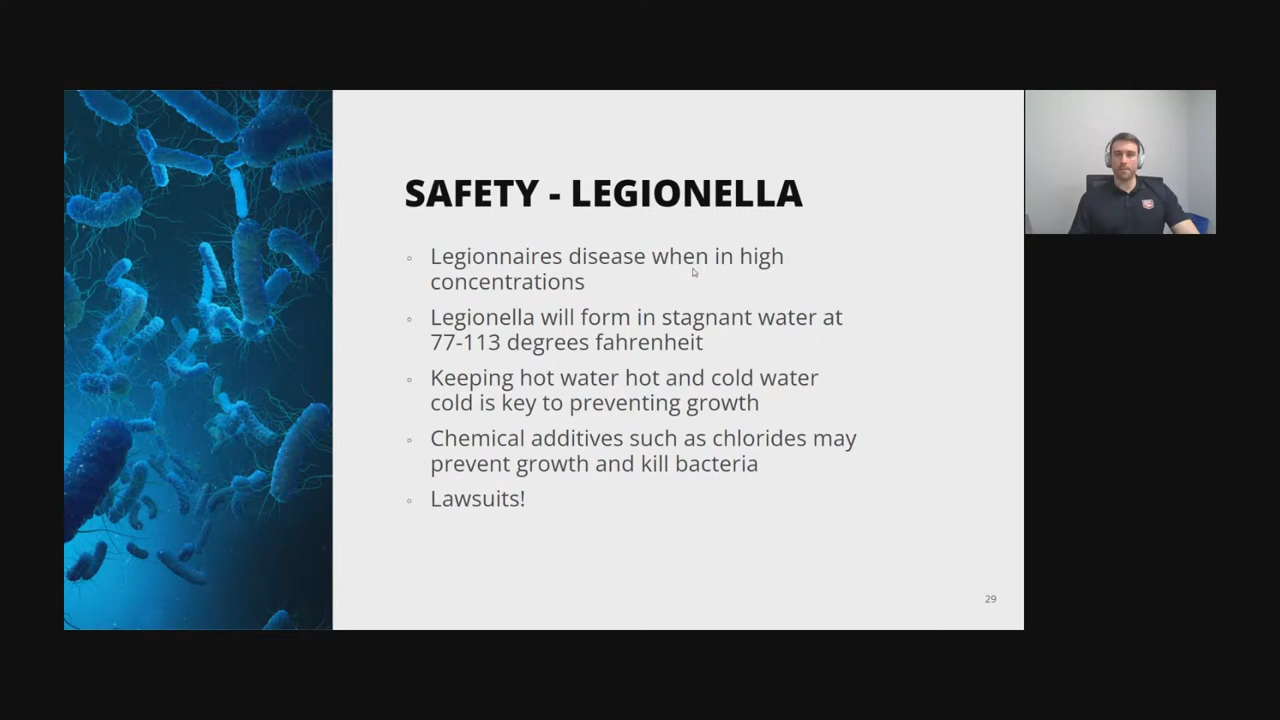 SAFETY - LEGIONELLA
Legionnaires disease when in high
concentrations
Legionella will form in stagnant water at
77-113 degrees fahrenheit
Keeping hot water hot and cold water
cold is key to preventing growth
Chemical additives such as chlorides may
prevent growth and kill bacteria
Lawsuits!
29